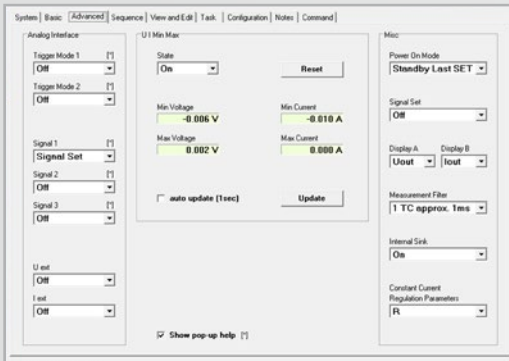 System Basic Advanced Sequence View and Edit Task Configuration Notes Command
Analog Interface
Trigger Mode 1 [*]
Off
Trigger Mode 2 [*]
Off
Signal 1 [*]
Signal Set
Signal 2 [*]
Off
Signal 3 [*]
Off
U ext
Off
I ext
Off
U I Min Max
State
On
Reset
Min Voltage Min Current
-0.006 V -0.010 A
Max Voltage Max Current
0.002 V 0.000 A
auto update (1sec) Update
Show pop-up help [*]
Misc
Power On Mode
Standby Last SET
Signal Set
Off
Display A Display B
Uout Iout
Measurement Filter
1 TC approx. 1ms
Internal Sink
On
Constant Current
Regulation Parameters
R